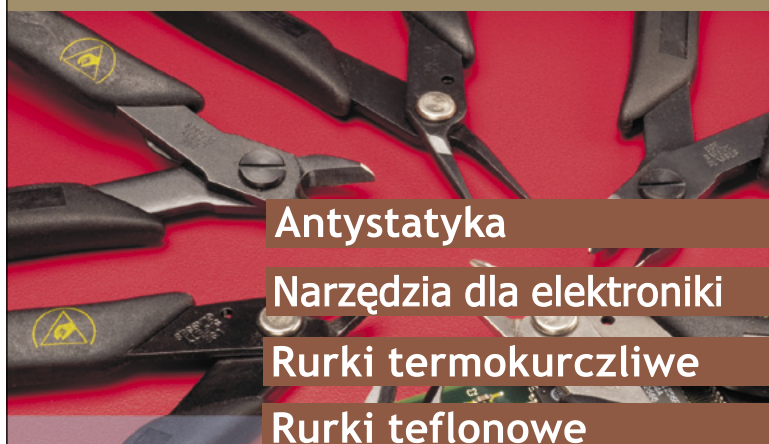 Antystatyka
Narzędzia dla elektroniki
Rurki termokurczliwe
Rurki teflonowe